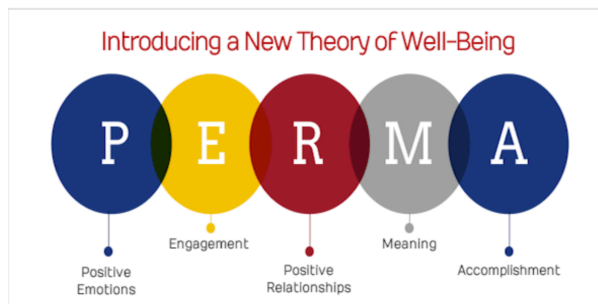 Introducing a New Theory of Well-Being
P E R M A
Positive
Emotions
Engagement
Positive
Relationships
Meaning
Accomplishment